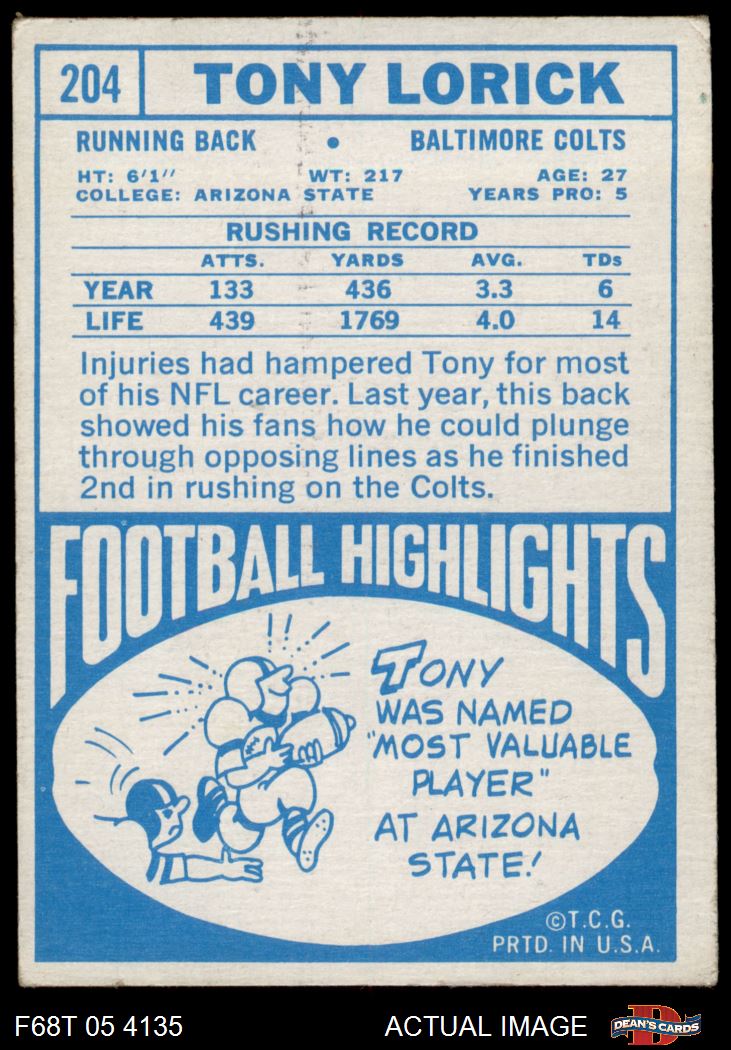 204 TONY LORICK
RUNNING BACK • BALTIMORE COLTS
HT: 6'1" WT: 217 AGE: 27
COLLEGE: ARIZONA STATE YEARS PRO: 5
RUSHING RECORD
ATTS. YARDS AVG. TDs
YEAR 133 436 3.3 6
LIFE 439 1769 4.0 14
Injuries had hampered Tony for most
of his NFL career. Last year, this back
showed his fans how he could plunge
through opposing lines as he finished
2nd in rushing on the Colts.
FOOTBALL HIGHLIGHTS
TONY
WAS NAMED
"MOST VALUABLE
PLAYER"
AT ARIZONA
STATE!
©T.C.G.
PRTD. IN U.S.A.
F68T 05 4135 ACTUAL IMAGE DEAN'S CARDS